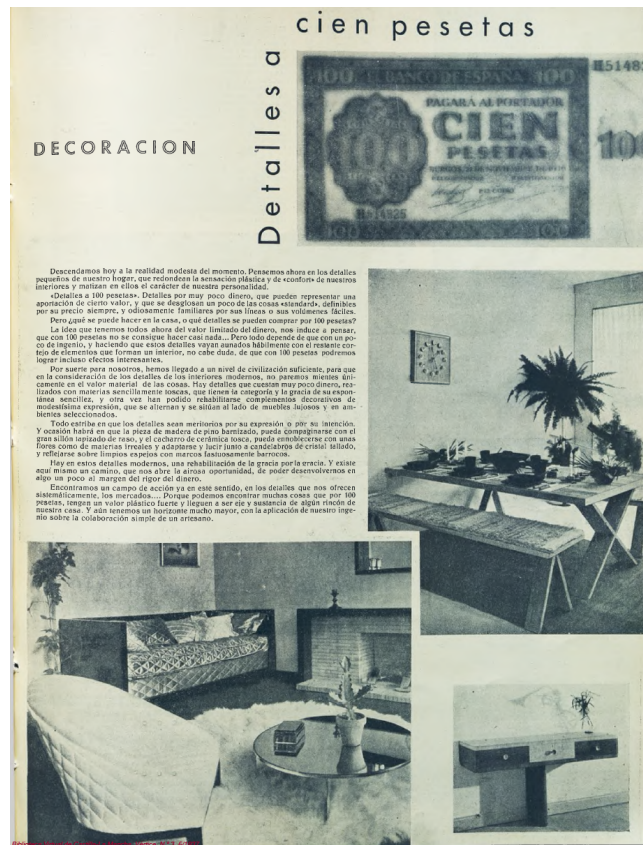 cien pesetas
Detalles a
DECORACION
100 EL BANCO DE ESPAÑA 100
PAGARÁ AL PORTADOR
CIEN
PESETAS
100
100
Descendamos hoy a la realidad modesta del momento. Pensemos ahora en los detalles
pequeños de nuestro hogar, que redondean la sensación plástica y de «confort» de nuestros
interiores y matizan en ellos el carácter de nuestra personalidad.
«Detalles a 100 pesetas». Detalles por muy poco dinero, que pueden representar una
aportación de cierto valor, y que se desglosan un poco de las cosas «standard», definibles
por su precio siempre, y odiosamente familiares por sus líneas o sus volúmenes fáciles.
Pero ¿qué se puede hacer en la casa, o qué detalles se pueden comprar por 100 pesetas?
La idea que tenemos todos ahora del valor limitado del dinero, nos induce a pensar,
que con 100 pesetas no se consigue hacer casi nada... Pero todo depende de que con un po-
co de ingenio, y haciendo que estos detalles vayan aunados hábilmente con el restante cor-
tejo de elementos que forman un interior, no cabe duda, de que con 100 pesetas podremos
lograr incluso efectos interesantes.
Por suerte para nosotros, hemos llegado a un nivel de civilización suficiente, para que
en la consideración de los detalles de los interiores modernos, no paremos mientes úni-
camente en el valor material de las cosas. Hay detalles que cuestan muy poco dinero, rea-
lizados con materias sencillamente toscas, que tienen la categoría y la gracia de su espon-
tánea sencillez, y otra vez han podido rehabilitarse complementos decorativos de
modestísima expresión, que se alternan y se sitúan al lado de muebles lujosos y en am-
bientes seleccionados.
Todo estriba en que los detalles sean meritorios por su expresión o por su intención.
Y ocasión habrá en que la pieza de madera de pino barnizado, pueda compaginarse con el
gran sillón tapizado de raso, y el cacharro de cerámica tosca, pueda ennoblecerse con unas
flores como de materias irreales y adaptarse y lucir junto a candelabros de cristal tallado,
y reflejarse sobre limpios espejos con marcos fastuosamente barrocos.
Hay en estos detalles modernos, una rehabilitación de la gracia por la gracia. Y existe
aquí mismo un camino, que nos abre la airosa oportunidad, de poder desenvolvernos en
algo un poco al margen del rigor del dinero.
Encontramos un campo de acción ya en este sentido, en los detalles que nos ofrecen
sistemáticamente, los mercados.... Porque podemos encontrar muchas cosas que por 100
pesetas, tengan un valor plástico fuerte y lleguen a ser eje y sustancia de algún rincón de
nuestra casa. Y aún tenemos un horizonte mucho mayor, con la aplicación de nuestro inge-
nio sobre la colaboración simple de un artesano.